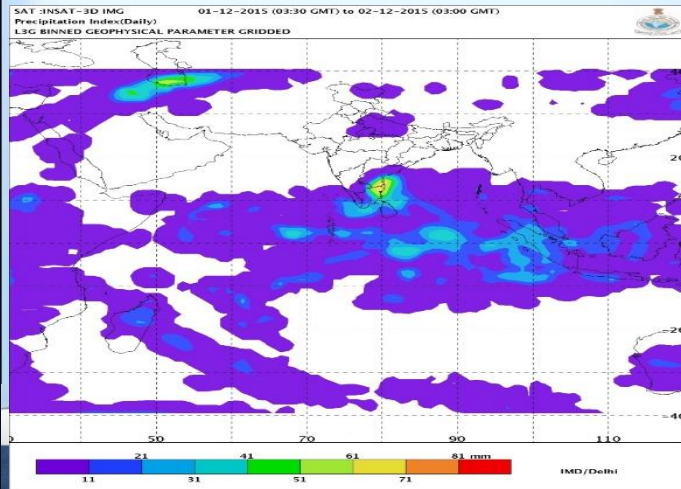 SAT :INSAT-3D IMG 01-12-2015 (03:30 GMT) to 02-12-2015 (03:00 GMT)
Precipitation Index(Daily)
L3G BINNED GEOPHYSICAL PARAMETER GRIDDED
20
-20
-40
50 70 90 110
21 41 61 81 mm
11 31 51 71
IMD/Delhi